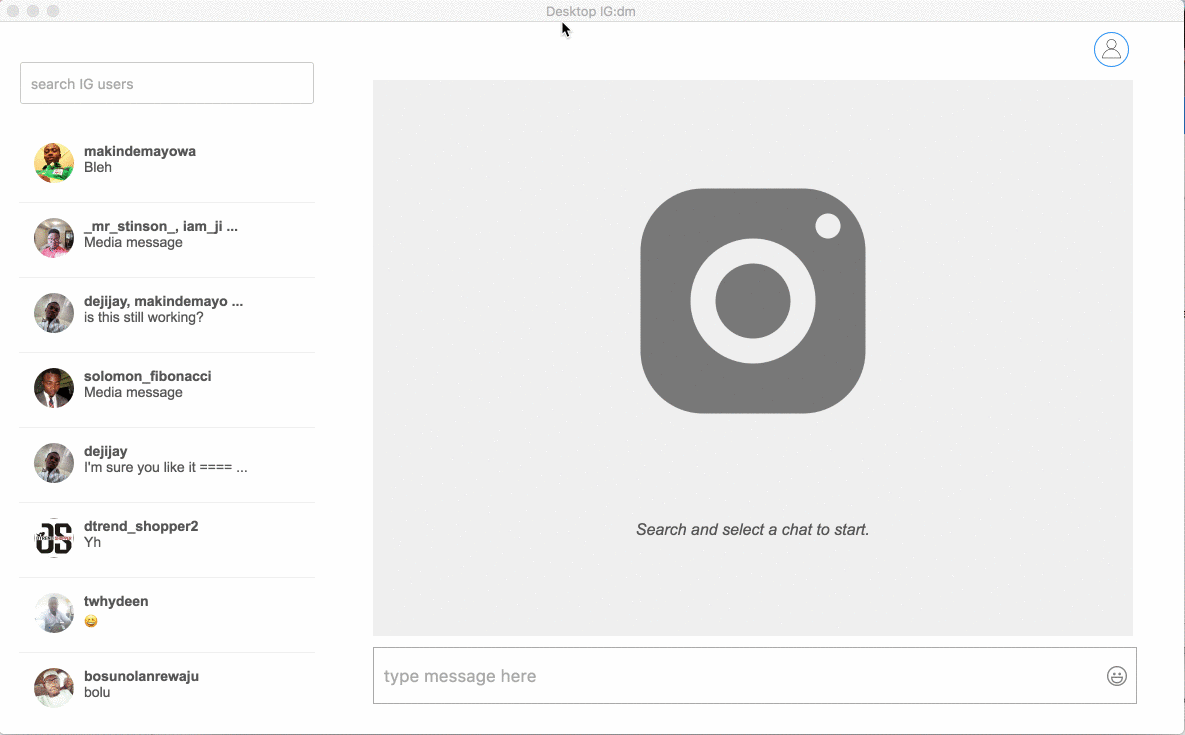 Desktop IG:dm
search IG users
makindemayowa
Bleh
_mr_stinson_, iam_ji ...
Media message
dejijay, makindemayo ...
is this still working?
solomon_fibonacci
Media message
dejijay
I'm sure you like it ==== ...
dtrend_shopper2
Yh
twhydeen
😄
bosunolanrewaju
bolu
Search and select a chat to start.
type message here